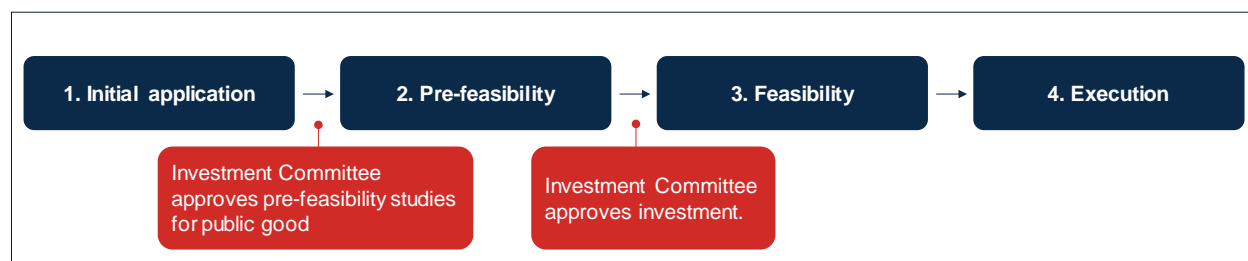 1. Initial application
2. Pre-feasibility
3. Feasibility
4. Execution
Investment Committee
approves pre-feasibility studies
for public good
Investment Committee
approves investment.